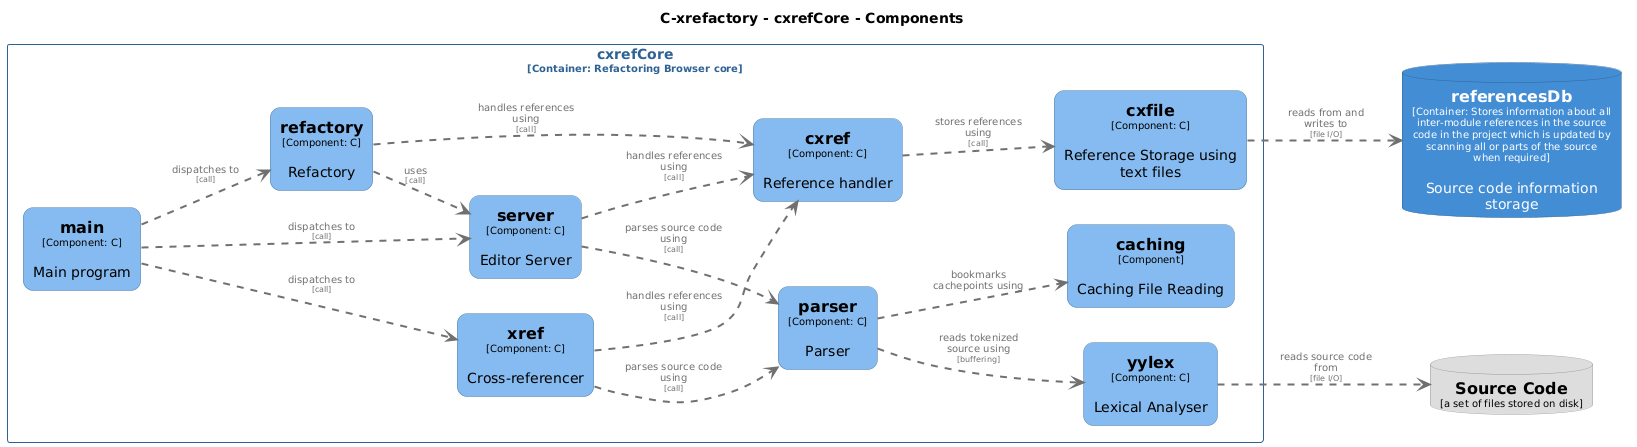 C-xrefactory - cxrefCore - Components
cxrefCore
[Container: Refactoring Browser core]
main
[Component: C]
Main program
dispatches to
[call]
dispatches to
[call]
dispatches to
[call]
refactory
[Component: C]
Refactory
handles references
using
[call]
uses
[call]
server
[Component: C]
Editor Server
handles references
using
[call]
parses source code
using
[call]
xref
[Component: C]
Cross-referencer
handles references
using
[call]
parses source code
using
[call]
cxref
[Component: C]
Reference handler
stores references
using
[call]
parser
[Component: C]
Parser
bookmarks
cachepoints using
reads tokenized
source using
[buffering]
cxfile
[Component: C]
Reference Storage using
text files
reads from and
writes to
[file I/O]
caching
[Component]
Caching File Reading
yylex
[Component: C]
Lexical Analyser
reads source code
from
[file I/O]
referencesDb
[Container: Stores information about all
inter-module references in the source
code in the project which is updated by
scanning all or parts of the source
when required]
Source code information
storage
Source Code
[a set of files stored on disk]